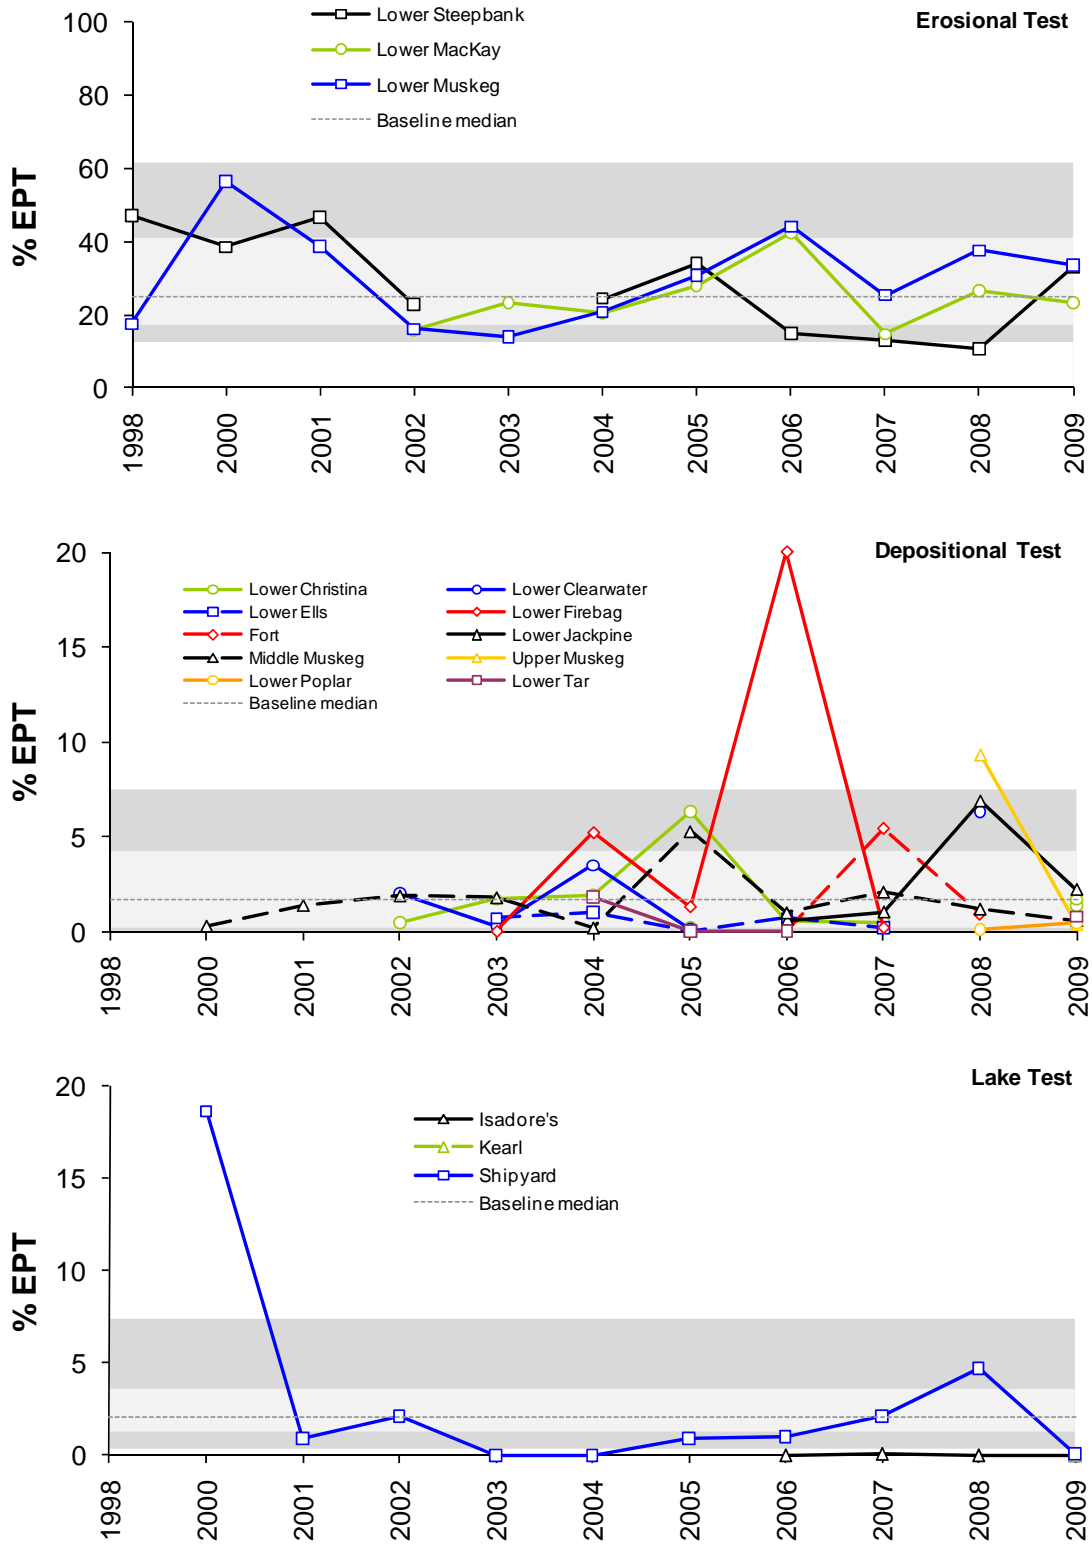 Erosional Test
Lower Steepbank
Lower MacKay
Lower Muskeg
Baseline median
% EPT
100
80
60
40
20
0
1998 2000 2001 2002 2003 2004 2005 2006 2007 2008 2009
Depositional Test
Lower Christina Lower Clearwater
Lower Ells Lower Firebag
Fort Lower Jackpine
Middle Muskeg Upper Muskeg
Lower Poplar Lower Tar
Baseline median
% EPT
20
15
10
5
0
1998 2000 2001 2002 2003 2004 2005 2006 2007 2008 2009
Lake Test
Isadore's
Kearl
Shipyard
Baseline median
% EPT
20
15
10
5
0
1998 2000 2001 2002 2003 2004 2005 2006 2007 2008 2009